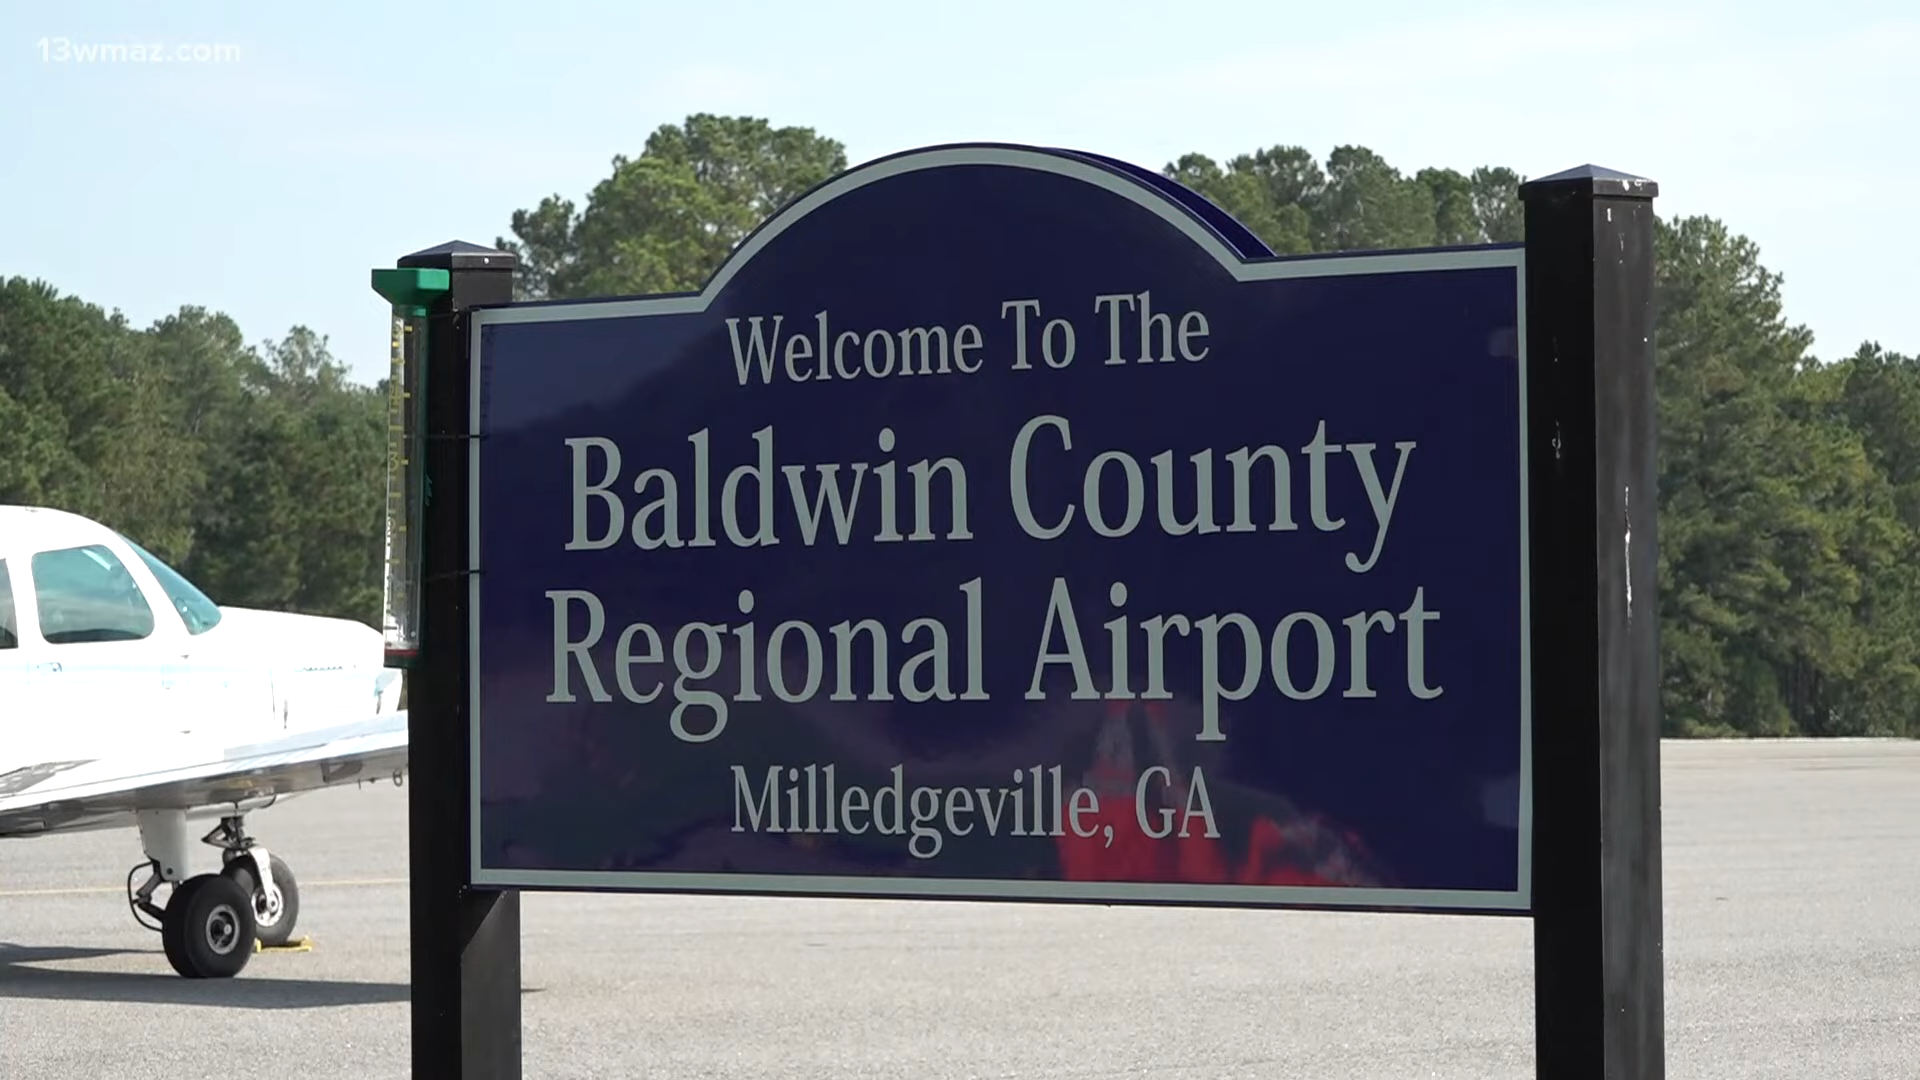 13wmaz.com
Welcome To The
Baldwin County
Regional Airport
Milledgeville, GA